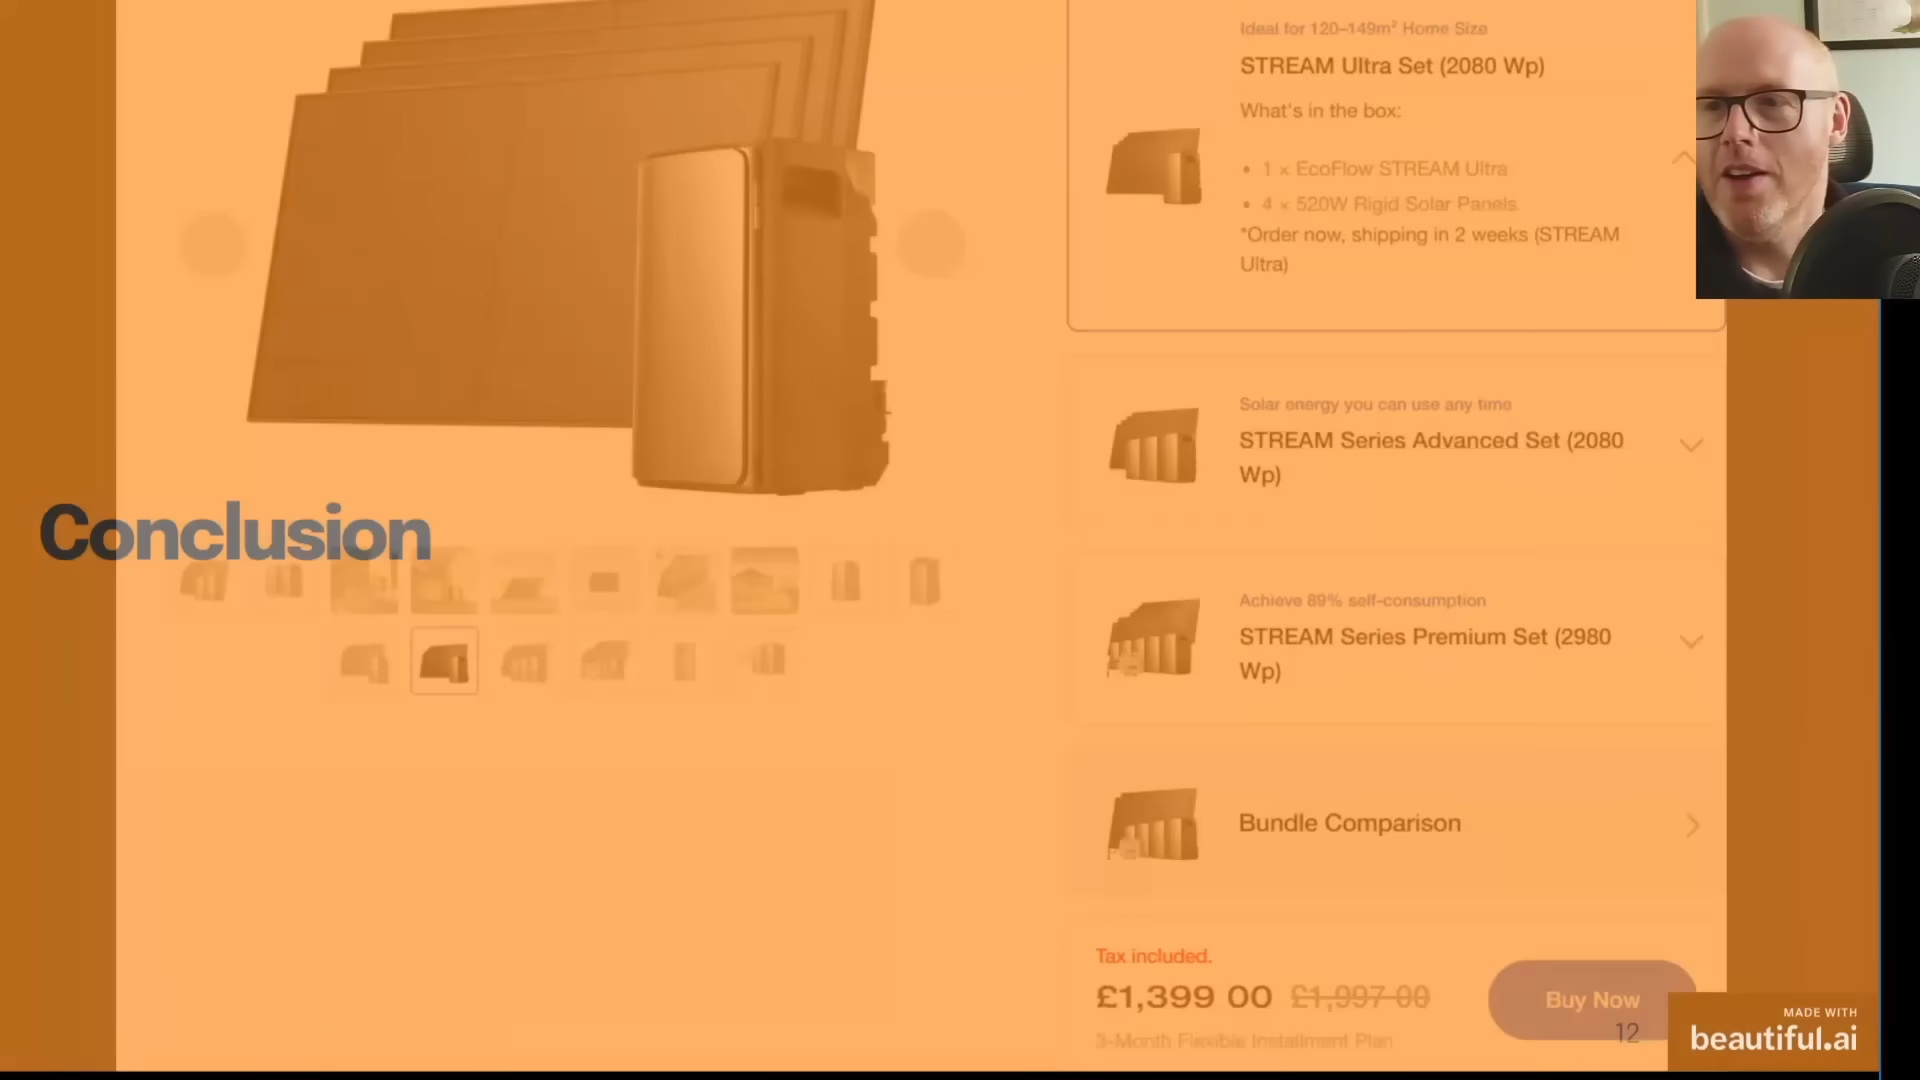 Ideal for 120–149m² Home Size
STREAM Ultra Set (2080 Wp)
What's in the box:
• 1 × EcoFlow STREAM Ultra
• 4 × 520W Rigid Solar Panels
*Order now, shipping in 2 weeks (STREAM
Ultra)
Solar energy you can use any time
STREAM Series Advanced Set (2080
Wp)
Conclusion
Achieve 89% self-consumption
STREAM Series Premium Set (2980
Wp)
Bundle Comparison
Tax included.
£1,399 00 £1,997 00
Buy Now
3-Month Flexible Installment Plan
12
MADE WITH
beautiful.ai